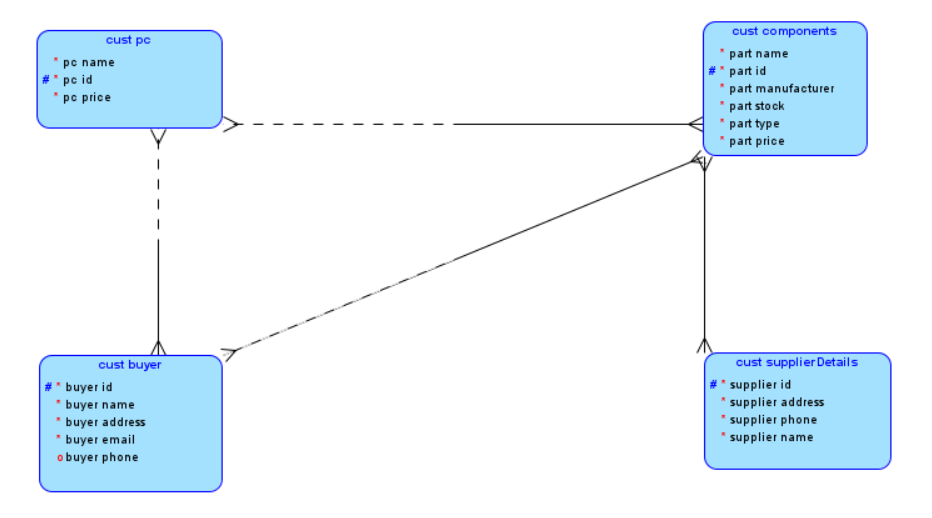 cust pc
* pc name
# * pc id
* pc price
cust components
* part name
# * part id
* part manufacturer
* part stock
* part type
* part price
cust buyer
# * buyer id
* buyer name
* buyer address
* buyer email
o buyer phone
cust supplierDetails
# * supplier id
* supplier address
* supplier phone
* supplier name